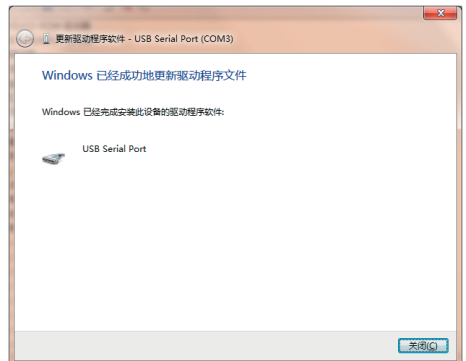 更新驱动程序软件 - USB Serial Port (COM3)
Windows 已经成功地更新驱动程序文件
Windows 已经完成安装此设备的驱动程序软件:
USB Serial Port
关闭(C)